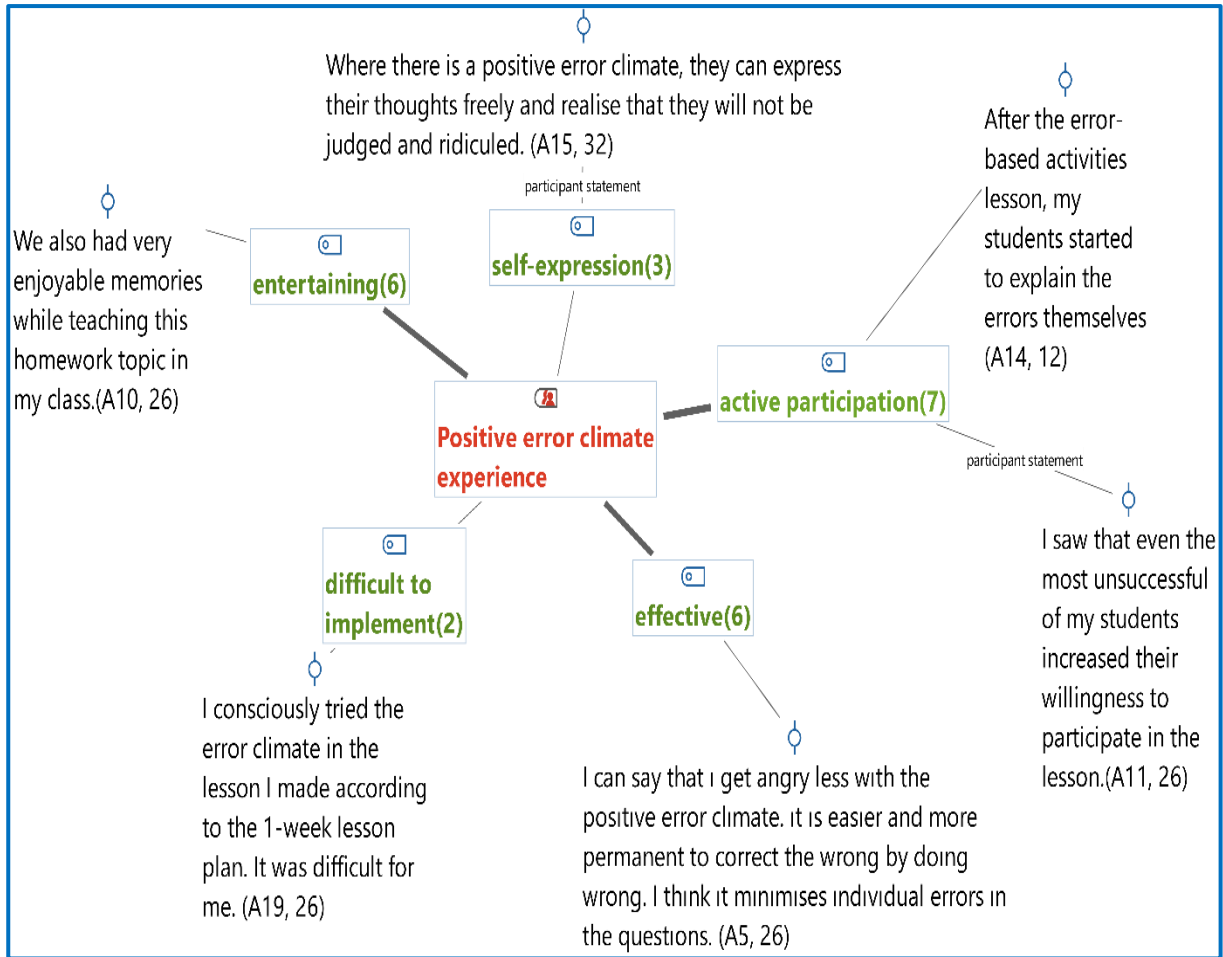 Where there is a positive error climate, they can express
their thoughts freely and realise that they will not be
judged and ridiculed. (A15, 32)
participant statement
self-expression(3)
We also had very
enjoyable memories
while teaching this
homework topic in
my class.(A10, 26)
entertaining(6)
After the error-
based activities
lesson, my
students started
to explain the
errors themselves
(A14, 12)
active participation(7)
participant statement
Positive error climate
experience
I saw that even the
most unsuccessful
of my students
increased their
willingness to
participate in the
lesson.(A11, 26)
difficult to
implement(2)
effective(6)
I consciously tried the
error climate in the
lesson I made according
to the 1-week lesson
plan. It was difficult for
me. (A19, 26)
I can say that ı get angry less with the
positive error climate. ıt is easier and more
permanent to correct the wrong by doing
wrong. I think ıt mınımıses ındıvıdual errors ın
the questıons. (A5, 26)